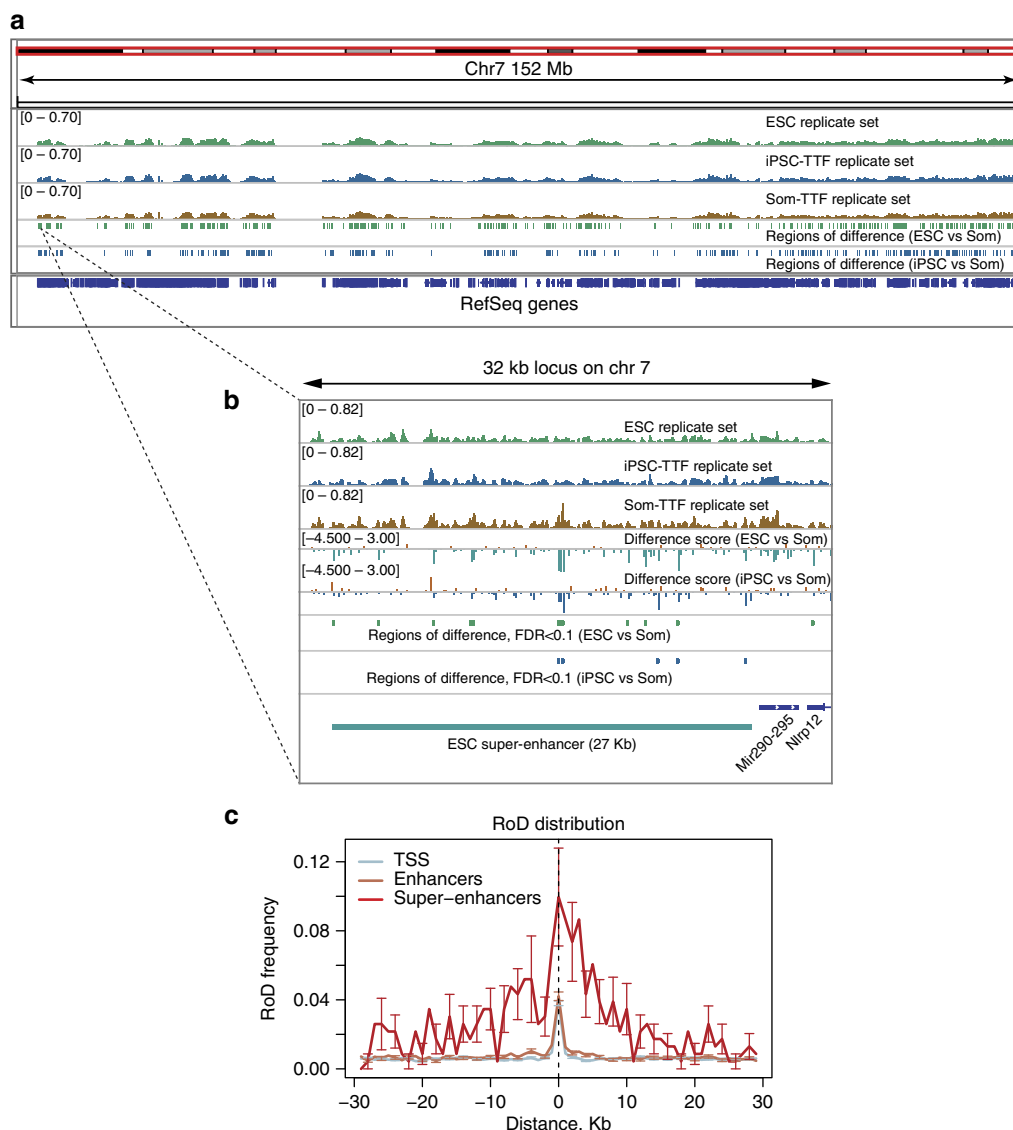 a
Chr7 152 Mb
[0 – 0.70]
ESC replicate set
[0 – 0.70]
iPSC-TTF replicate set
[0 – 0.70]
Som-TTF replicate set
Regions of difference (ESC vs Som)
Regions of difference (iPSC vs Som)
RefSeq genes
32 kb locus on chr 7
b
[0 – 0.82]
ESC replicate set
[0 – 0.82]
iPSC-TTF replicate set
[0 – 0.82]
Som-TTF replicate set
[–4.500 – 3.00]
Difference score (ESC vs Som)
[–4.500 – 3.00]
Difference score (iPSC vs Som)
Regions of difference, FDR<0.1 (ESC vs Som)
Regions of difference, FDR<0.1 (iPSC vs Som)
ESC super-enhancer (27 Kb)
Mir290-295
Nlrp12
c
RoD distribution
TSS
Enhancers
Super-enhancers
RoD frequency
0.12
0.08
0.04
0.00
–30 –20 –10 0 10 20 30
Distance, Kb